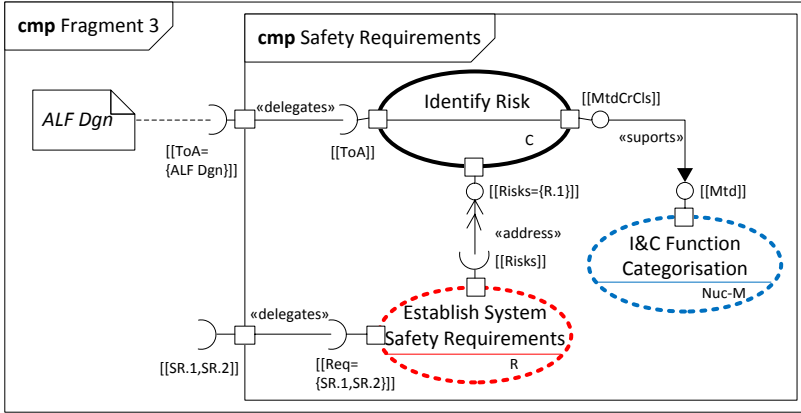 cmp Fragment 3
cmp Safety Requirements
ALF Dgn
«delegates»
[[ToA=
{ALF Dgn}]]
[[ToA]]
Identify Risk
C
[[MtdCrCls]]
«suports»
[[Mtd]]
[[Risks={R.1}]]
«address»
[[Risks]]
I&C Function
Categorisation
Nuc-M
«delegates»
[[SR.1,SR.2]]
[[Req=
{SR.1,SR.2}]]
Establish System
Safety Requirements
R